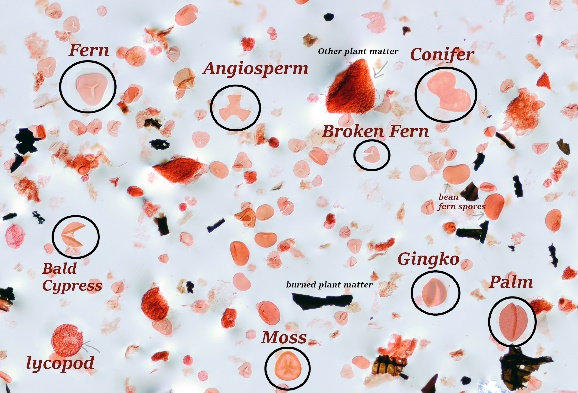 Other plant matter
Fern
Conifer
Angiosperm
Broken Fern
bean
fern spores
Gingko
Bald
Cypress
Palm
burned plant matter
Moss
lycopod